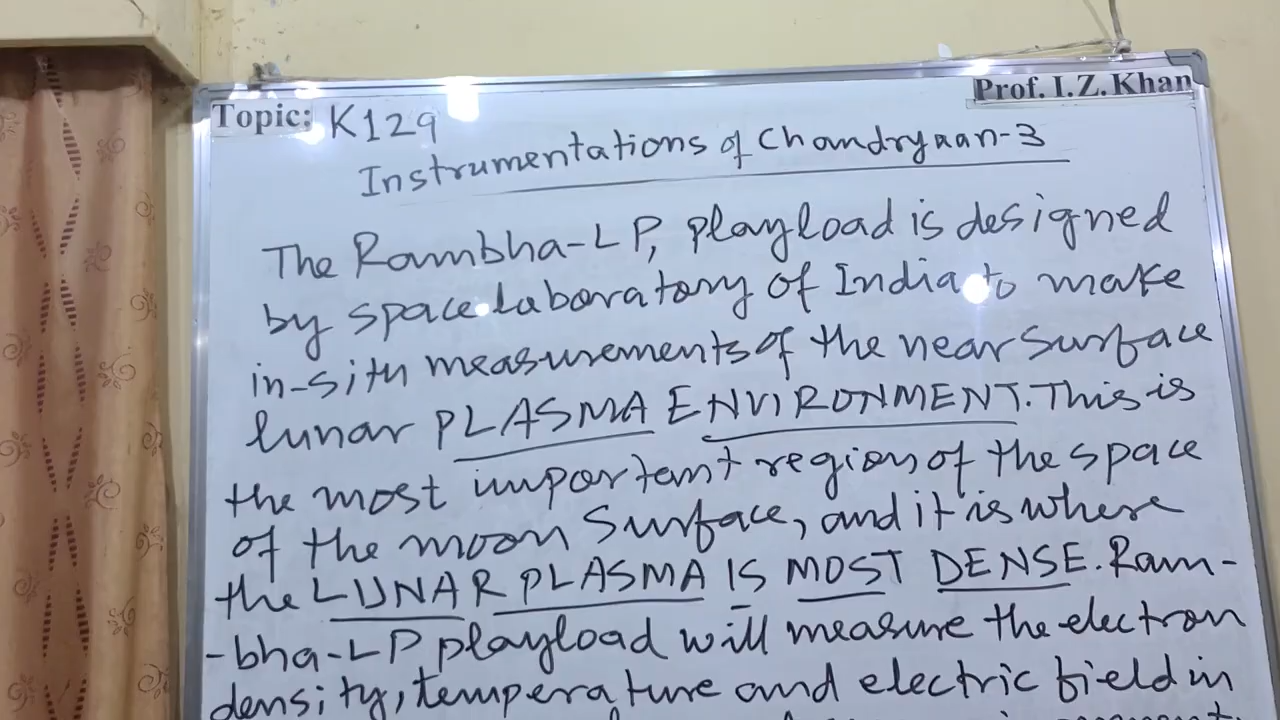 Topic: K129
Prof. I.Z. Khan
Instrumentations of Chandryaan-3
The Rambha-LP, playload is designed
by space laboratory of India to make
in-situ measurements of the near surface
lunar PLASMA ENVIRONMENT. This is
the most important region of the space
of the moon surface, and it is where
the LUNAR PLASMA IS MOST DENSE. Ram-
-bha-LP playload will measure the electron
density, temperature and electric field in